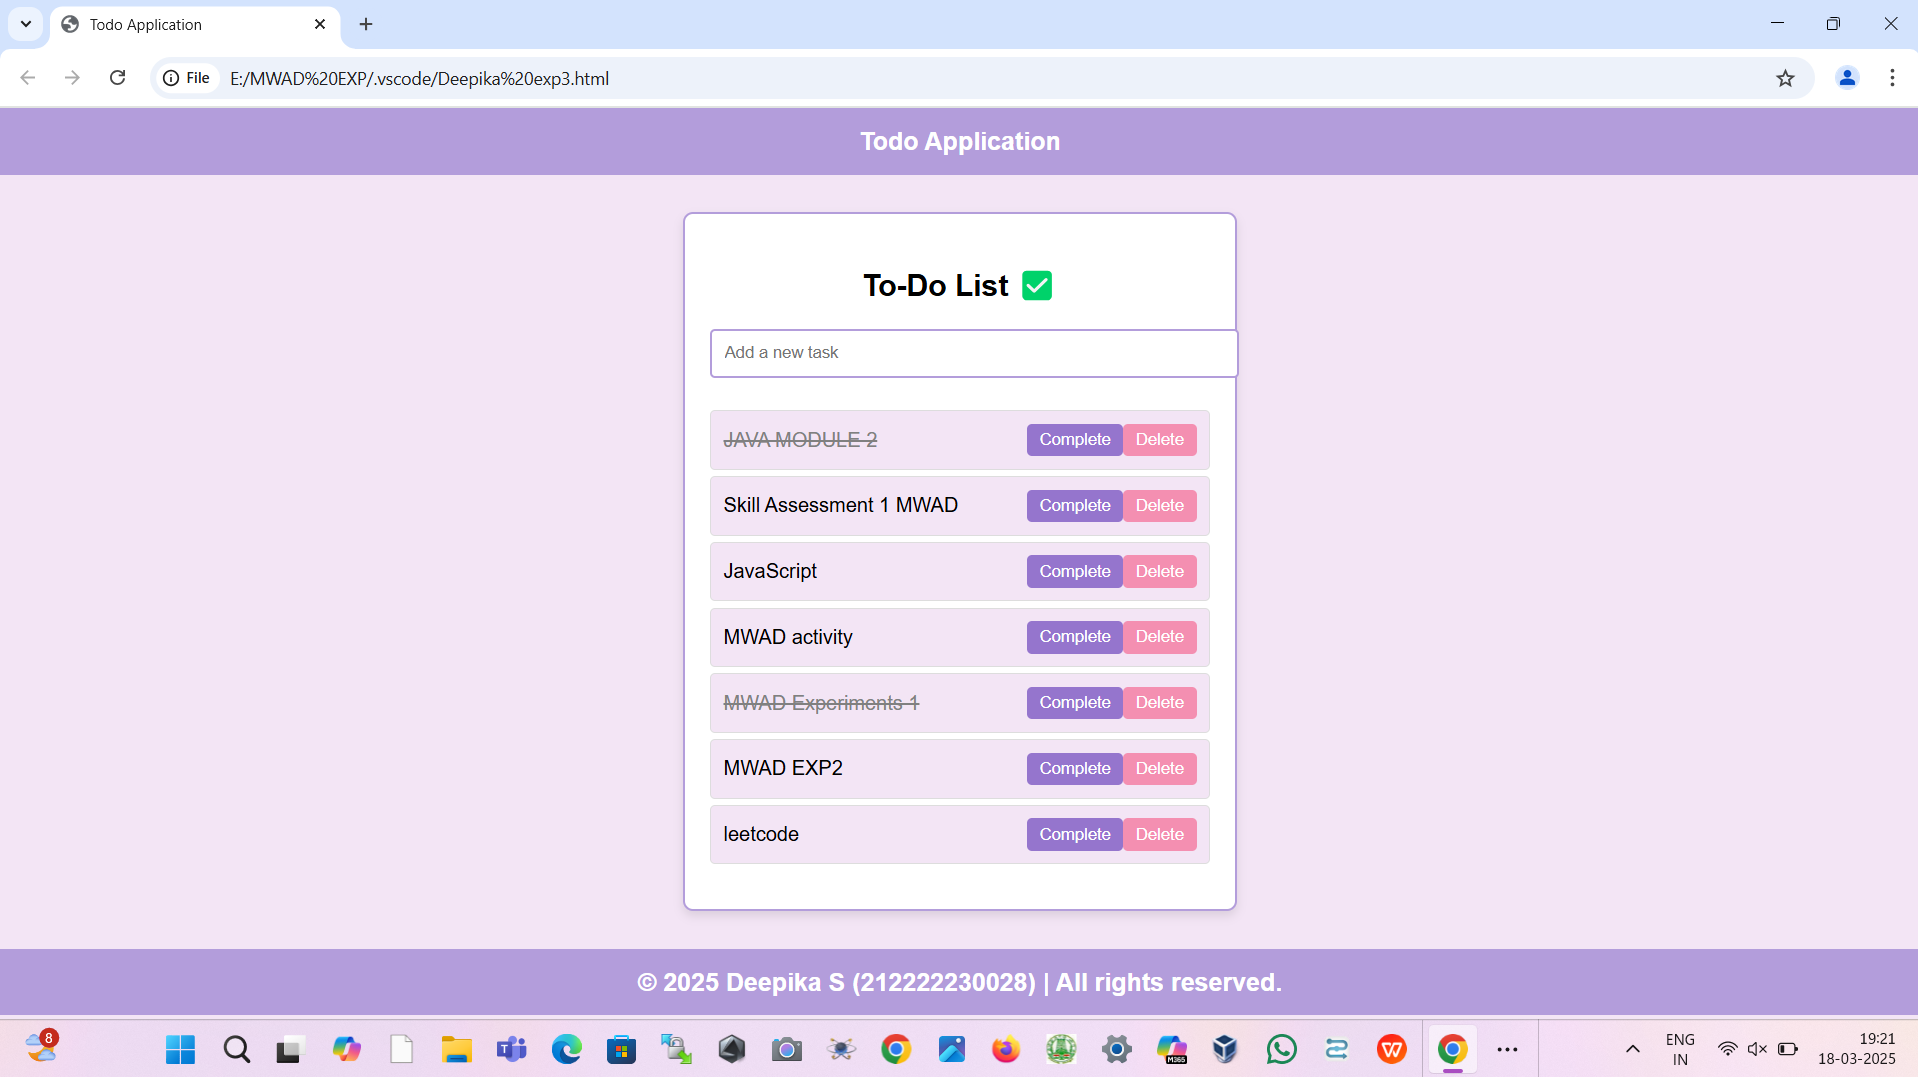 Todo Application
File E:/MWAD%20EXP/.vscode/Deepika%20exp3.html
Todo Application
To-Do List ✅
Add a new task
JAVA MODULE 2 Complete Delete
Skill Assessment 1 MWAD Complete Delete
JavaScript Complete Delete
MWAD activity Complete Delete
MWAD Experiments 1 Complete Delete
MWAD EXP2 Complete Delete
leetcode Complete Delete
© 2025 Deepika S (212222230028) | All rights reserved.
8
M365
ENG
IN
19:21
18-03-2025